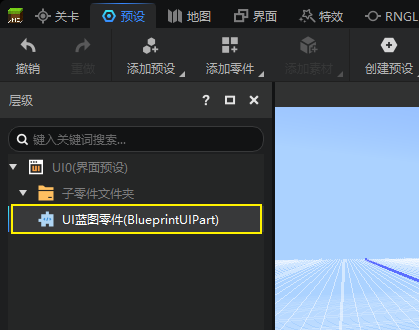 关卡 预设 地图 界面 特效 RNGL
撤销 重做 添加预设 添加零件 添加素材 创建预设
层级 ?
键入关键词搜索...
UI0(界面预设)
子零件文件夹
UI蓝图零件(BlueprintUIPart)